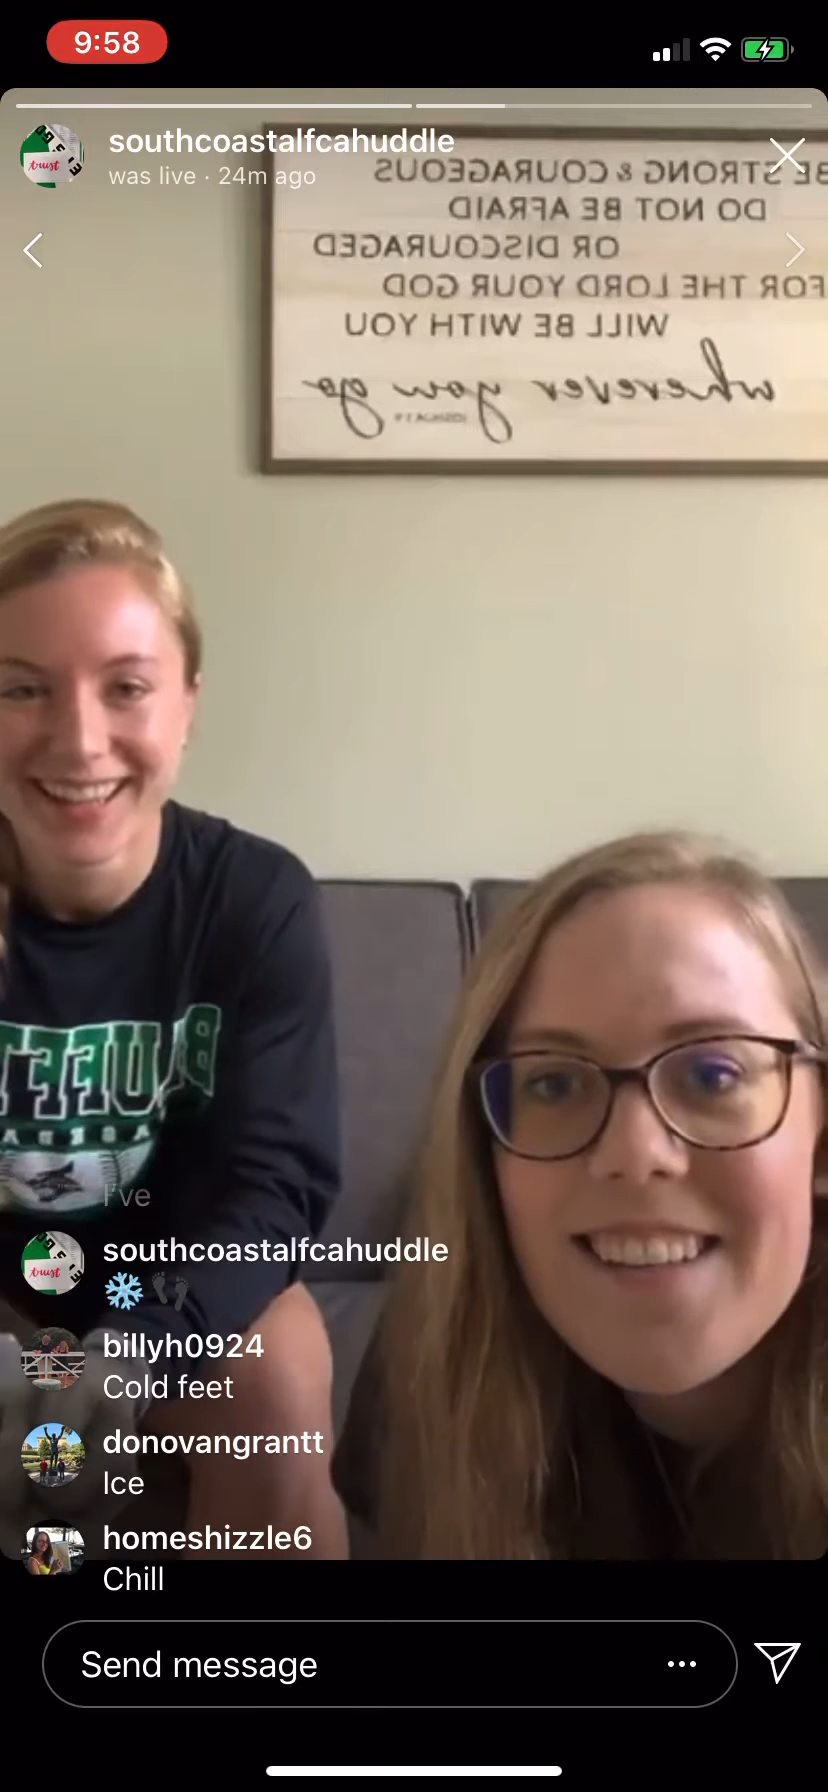 9:58
southcoastalfcahuddle
was live · 24m ago
BE STRONG & COURAGEOUS
DO NOT BE AFRAID
OR DISCOURAGED
FOR THE LORD YOUR GOD
WILL BE WITH YOU
wherever you go
BLUEFI
I've
southcoastalfcahuddle
❄️👣
billyh0924
Cold feet
donovangrantt
Ice
homeshizzle6
Chill
Send message